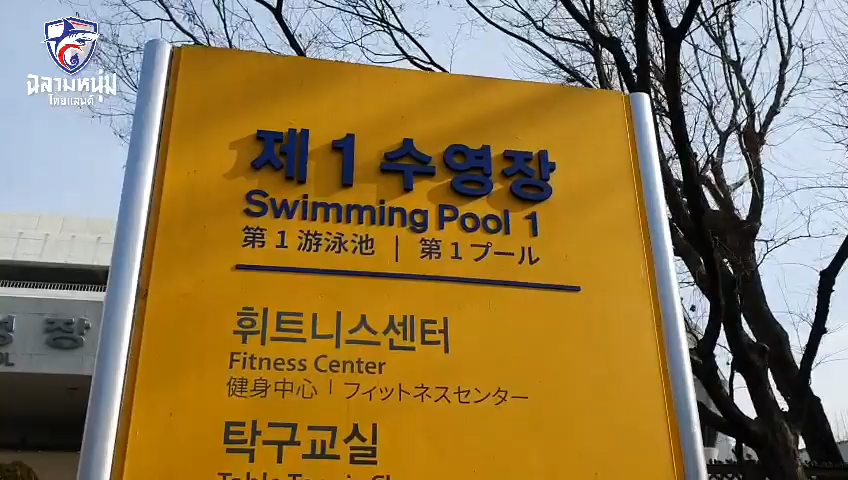 ฉลามหนุ่ม
ไทยแลนด์
제1수영장
Swimming Pool 1
第1游泳池 | 第1プール
휘트니스센터
Fitness Center
健身中心 | フィットネスセンター
탁구교실
Table Tennis
영장